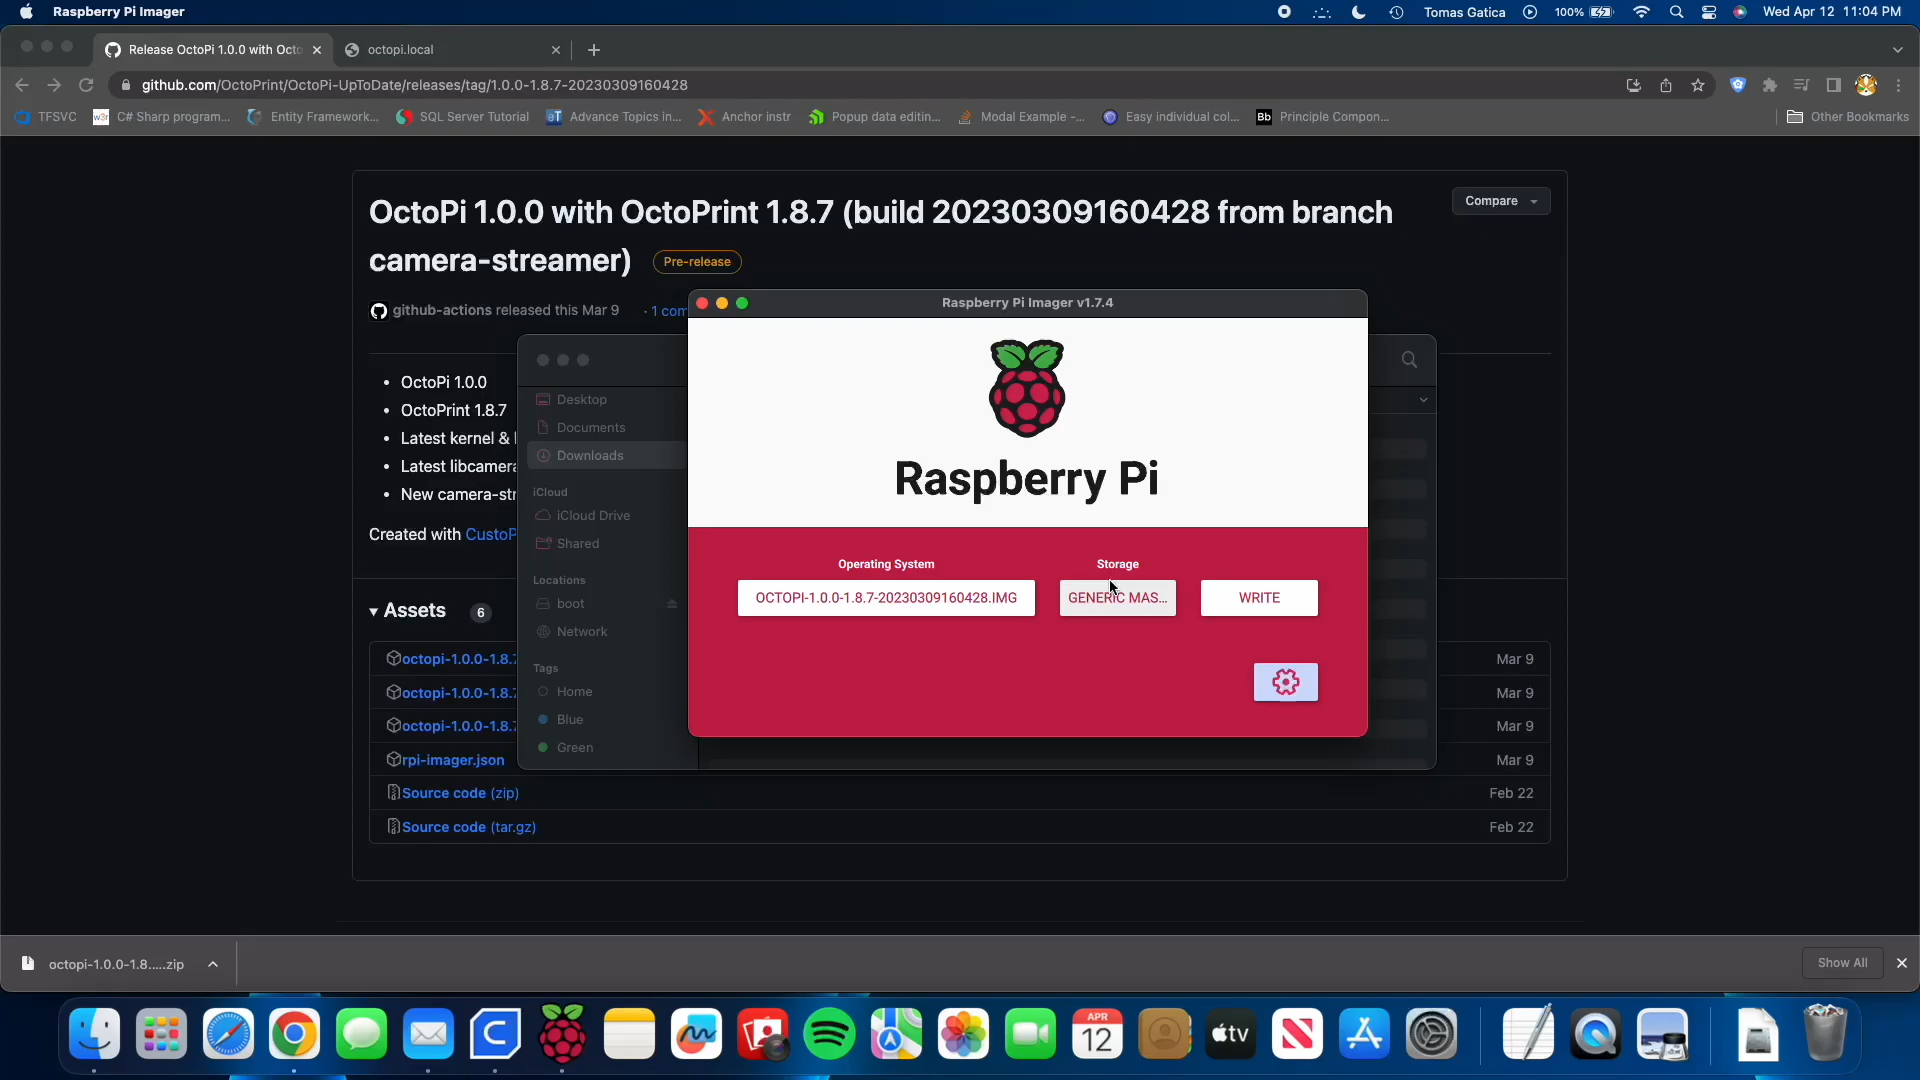 Raspberry Pi Imager
Tomas Gatica
100%
Wed Apr 12 11:04 PM
Release OctoPi 1.0.0 with Octo
octopi.local
github.com/OctoPrint/OctoPi-UpToDate/releases/tag/1.0.0-1.8.7-20230309160428
TFSVC
C# Sharp program...
Entity Framework...
SQL Server Tutorial
Advance Topics in...
Anchor instr
Popup data editin...
Modal Example -...
Easy individual col...
Principle Compon...
Other Bookmarks
OctoPi 1.0.0 with OctoPrint 1.8.7 (build 20230309160428 from branch
camera-streamer)
Pre-release
Compare
github-actions released this Mar 9
· 1 com
• OctoPi 1.0.0
• OctoPrint 1.8.7
• Latest kernel &
• Latest libcamera
• New camera-str
Created with CustoP
Assets 6
octopi-1.0.0-1.8.7
Mar 9
octopi-1.0.0-1.8.7
Mar 9
octopi-1.0.0-1.8.7
Mar 9
rpi-imager.json
Mar 9
Source code (zip)
Feb 22
Source code (tar.gz)
Feb 22
Desktop
Documents
Downloads
iCloud
iCloud Drive
Shared
Locations
boot
Network
Tags
Home
Blue
Green
Raspberry Pi Imager v1.7.4
Raspberry Pi
Operating System
Storage
OCTOPI-1.0.0-1.8.7-20230309160428.IMG
GENERIC MAS...
WRITE
octopi-1.0.0-1.8.....zip
Show All
APR
12
tv